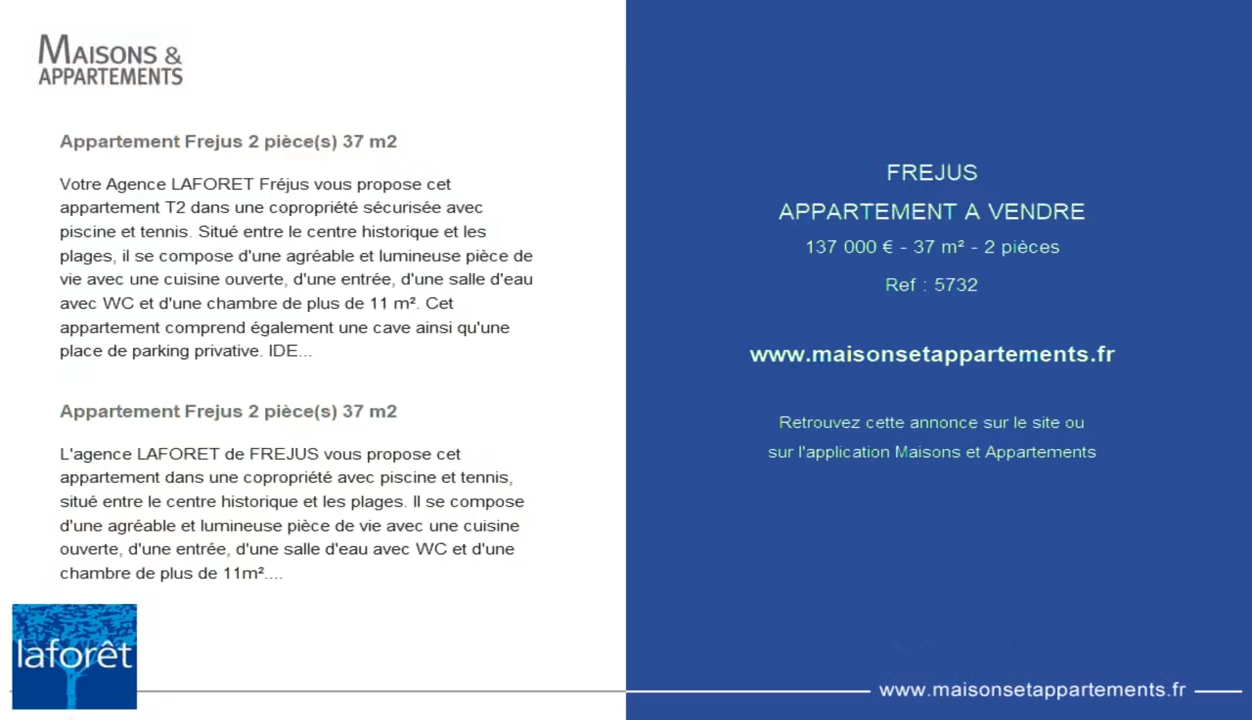 MAISONS &
APPARTEMENTS
Appartement Frejus 2 pièce(s) 37 m2
Votre Agence LAFORET Fréjus vous propose cet
appartement T2 dans une copropriété sécurisée avec
piscine et tennis. Situé entre le centre historique et les
plages, il se compose d'une agréable et lumineuse pièce de
vie avec une cuisine ouverte, d'une entrée, d'une salle d'eau
avec WC et d'une chambre de plus de 11 m². Cet
appartement comprend également une cave ainsi qu'une
place de parking privative. IDE...
Appartement Frejus 2 pièce(s) 37 m2
L'agence LAFORET de FREJUS vous propose cet
appartement dans une copropriété avec piscine et tennis,
situé entre le centre historique et les plages. Il se compose
d'une agréable et lumineuse pièce de vie avec une cuisine
ouverte, d'une entrée, d'une salle d'eau avec WC et d'une
chambre de plus de 11m²....
laforêt
FREJUS
APPARTEMENT A VENDRE
137 000 € - 37 m² - 2 pièces
Ref : 5732
www.maisonsetappartements.fr
Retrouvez cette annonce sur le site ou
sur l'application Maisons et Appartements
www.maisonsetappartements.fr